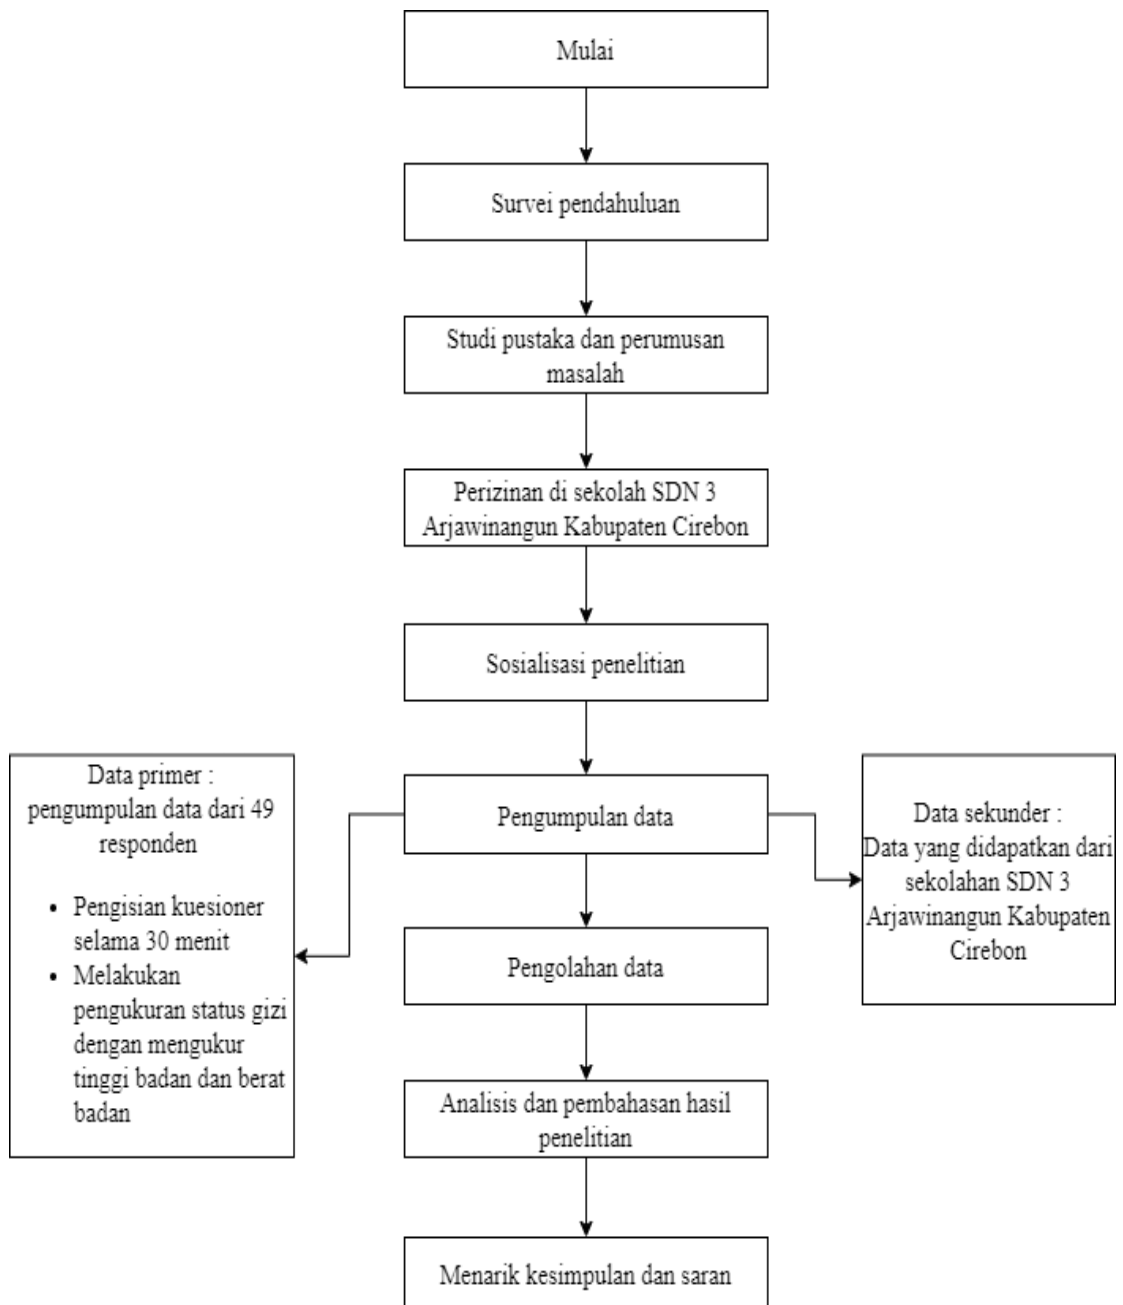 Mulai
Survei pendahuluan
Studi pustaka dan perumusan
masalah
Perizinan di sekolah SDN 3
Arjawinangun Kabupaten Cirebon
Sosialisasi penelitian
Pengumpulan data
Data primer :
pengumpulan data dari 49
responden
• Pengisian kuesioner
selama 30 menit
• Melakukan
pengukuran status gizi
dengan mengukur
tinggi badan dan berat
badan
Data sekunder :
Data yang didapatkan dari
sekolahan SDN 3
Arjawinangun Kabupaten
Cirebon
Pengolahan data
Analisis dan pembahasan hasil
penelitian
Menarik kesimpulan dan saran